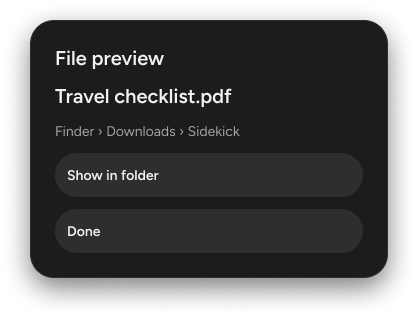 File preview
Travel checklist.pdf
Finder › Downloads › Sidekick
Show in folder
Done